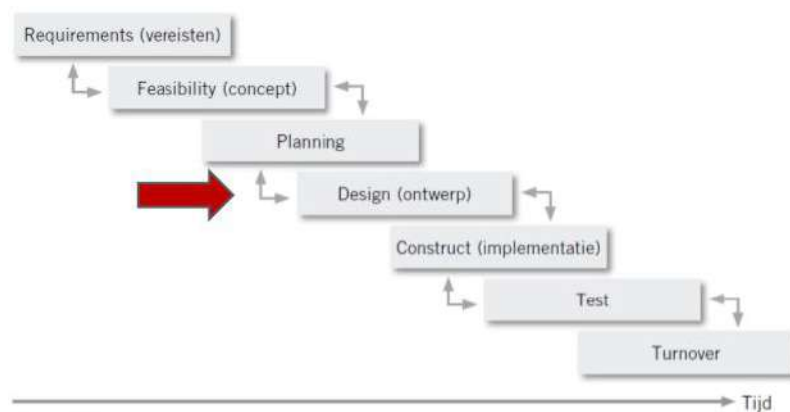 Requirements (vereisten)
Feasibility (concept)
Planning
Design (ontwerp)
Construct (implementatie)
Test
Turnover
Tijd